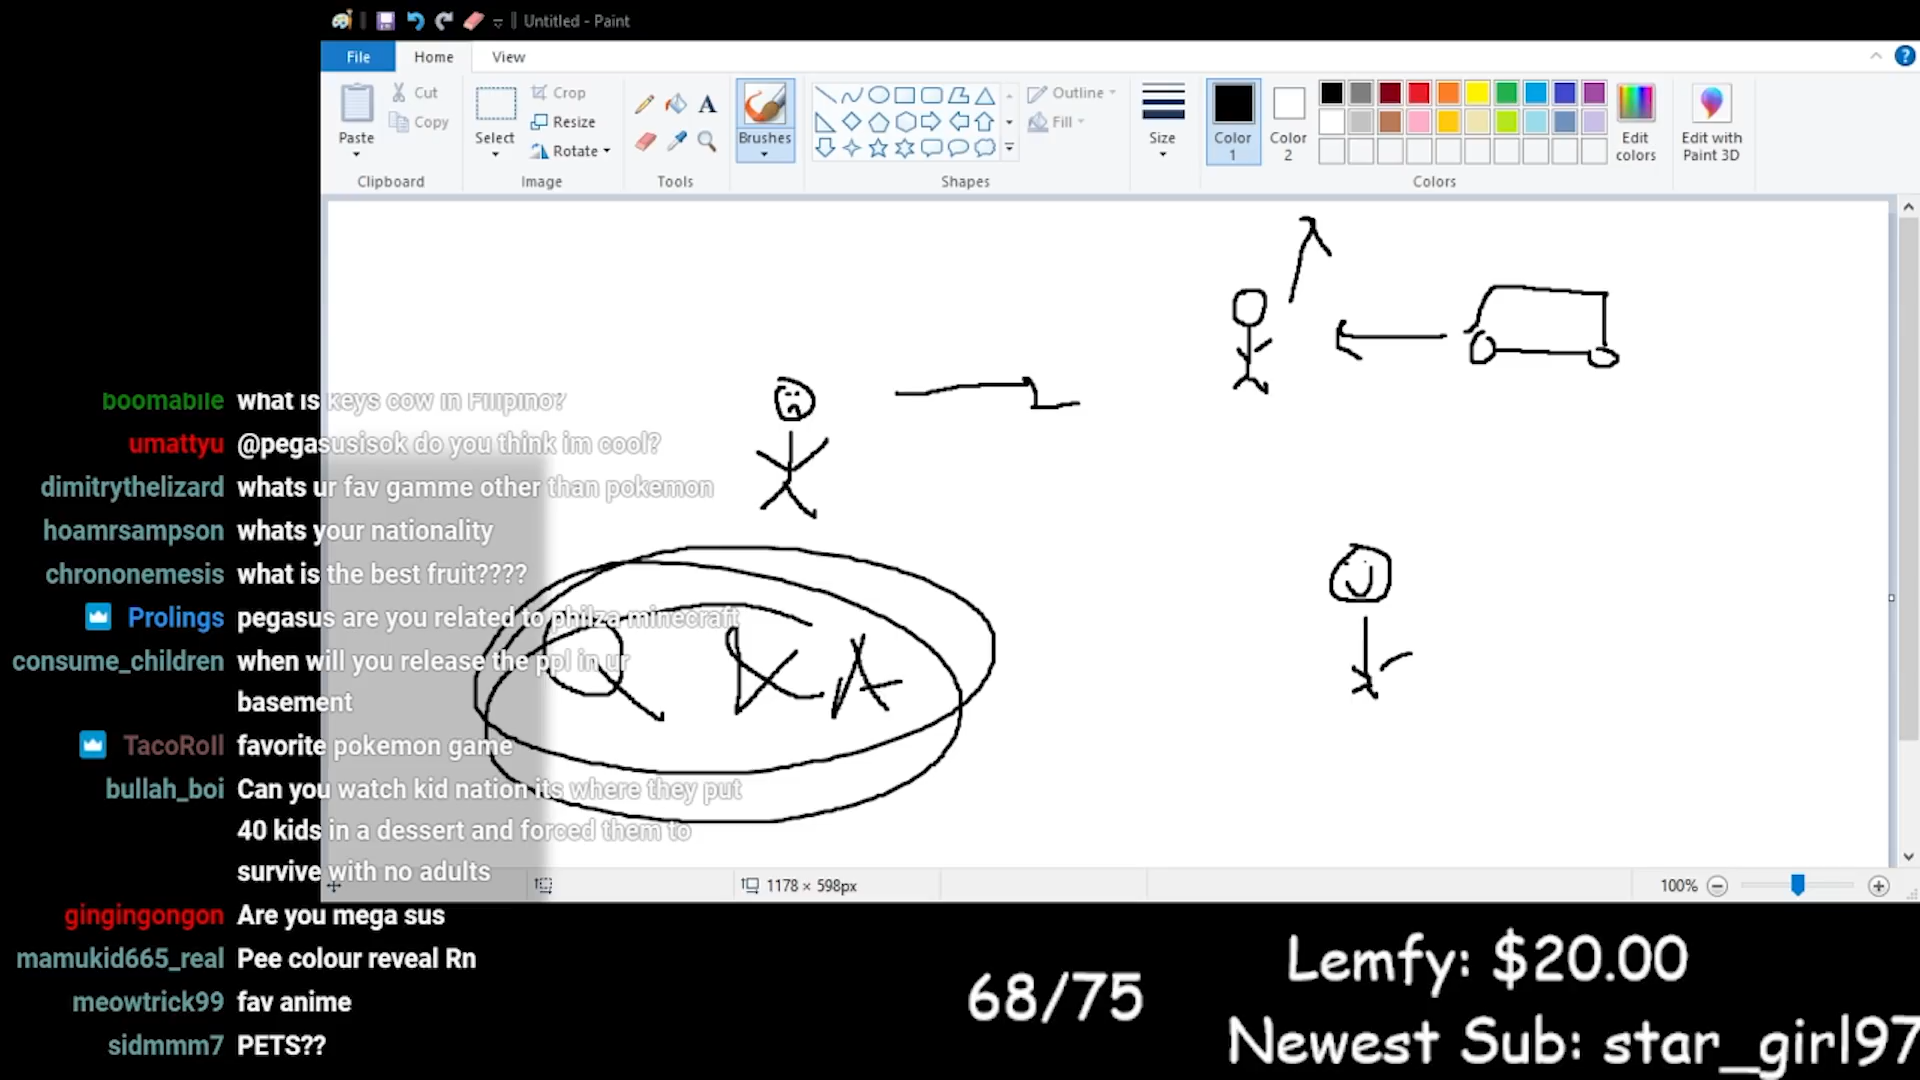 Untitled - Paint
File Home View
Paste
Cut
Copy
Clipboard
Select
Crop
Resize
Rotate
Image
A
Tools
Brushes
Shapes
Outline
Fill
Size
Color 1
Color 2
Edit colors
Edit with Paint 3D
Colors
boomabile what is keys cow in Filipino?
umattyu @pegasusisok do you think im cool?
dimitrythelizard whats ur fav gamme other than pokemon
hoamrsampson whats your nationality
chrononemesis what is the best fruit????
Prolings pegasus are you related to philza minecraft
consume_children when will you release the ppl in ur
basement
TacoRoll favorite pokemon game
bullah_boi Can you watch kid nation its where they put
40 kids in a dessert and forced them to
survive with no adults
gingingongon Are you mega sus
mamukid665_real Pee colour reveal Rn
meowtrick99 fav anime
sidmmm7 PETS??
Q & A
1178 × 598px
100%
68/75
Lemfy: $20.00
Newest Sub: star_girl97